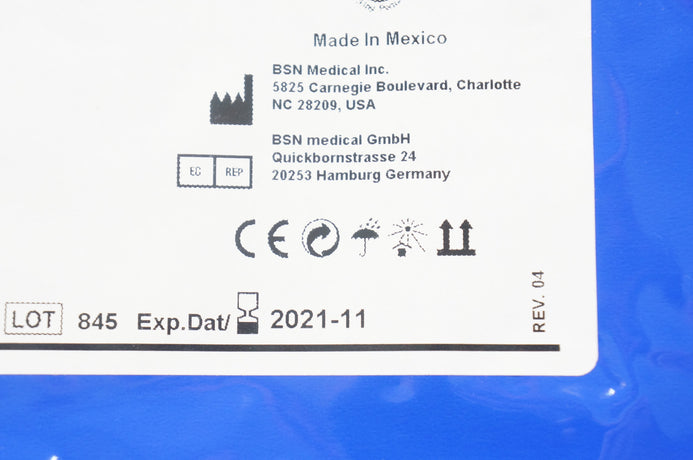 Made In Mexico
BSN Medical Inc.
5825 Carnegie Boulevard, Charlotte
NC 28209, USA
BSN medical GmbH
Quickbornstrasse 24
20253 Hamburg Germany
EC REP
CE
REV. 04
LOT 845 Exp.Dat/ 2021-11